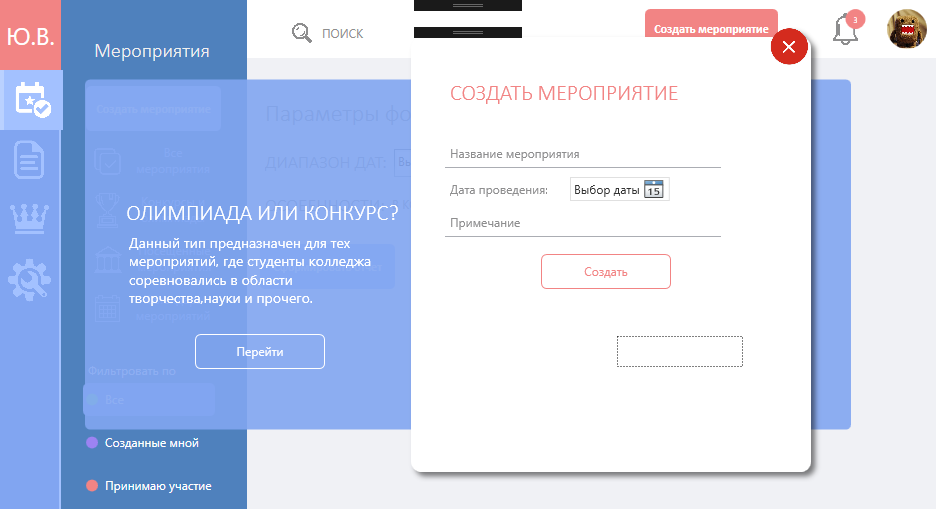 Ю.В.
Мероприятия
ПОИСК
Создать мероприятие
3
Создать мероприятие
Все
мероприятия
Параметры фо
ДИАПАЗОН ДАТ:
ОЛИМПИАДА ИЛИ КОНКУРС?
Данный тип предназначен для тех
мероприятий, где студенты колледжа
соревновались в области
творчества,науки и прочего.
мероприятий
Перейти
Фильтровать по
Все
Созданные мной
Принимаю участие
СОЗДАТЬ МЕРОПРИЯТИЕ
Название мероприятия
Дата проведения:
Выбор даты
15
Примечание
Создать